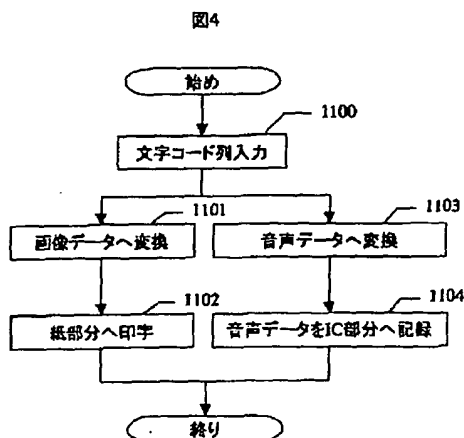 図4
始め
1100
文字コード列入力
1101
画像データへ変換
1103
音声データへ変換
1102
紙部分へ印字
1104
音声データをIC部分へ記録
終り